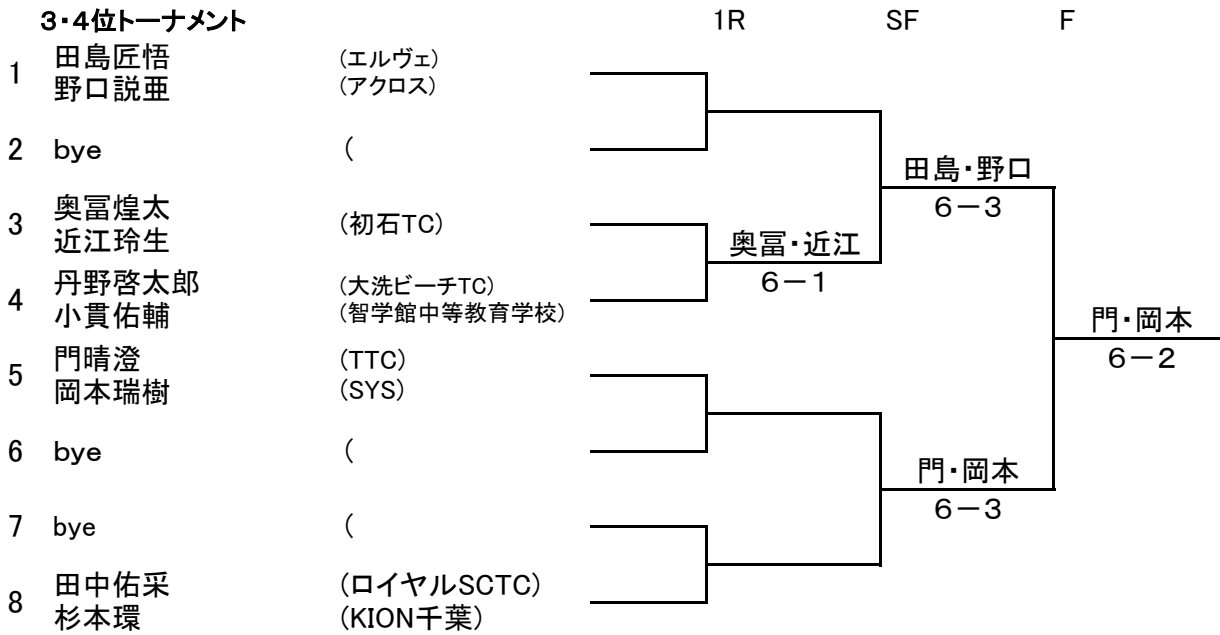 3・4位トーナメント 1R SF F
1 田島匠悟 (エルヴェ)
野口説亜 (アクロス)
2 bye (
田島・野口
6-3
3 奥冨煌太 (初石TC)
近江玲生
奥冨・近江
6-1
4 丹野啓太郎 (大洗ビーチTC)
小貫佑輔 (智学館中等教育学校)
門・岡本
6-2
5 門晴澄 (TTC)
岡本瑞樹 (SYS)
6 bye (
門・岡本
6-3
7 bye (
8 田中佑采 (ロイヤルSCTC)
杉本環 (KION千葉)